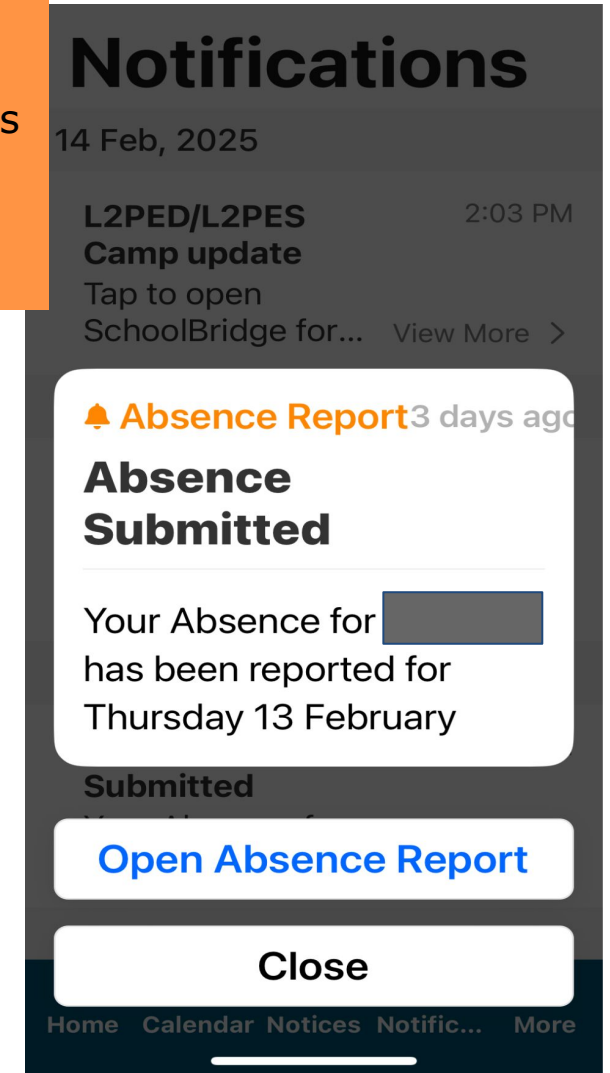 Notifications
s
14 Feb, 2025
L2PED/L2PES
2:03 PM
Camp update
Tap to open
SchoolBridge for... View More >
Absence Report 3 days ago
Absence
Submitted
Your Absence for
has been reported for
Thursday 13 February
Submitted
Open Absence Report
Close
Home Calendar Notices Notific... More